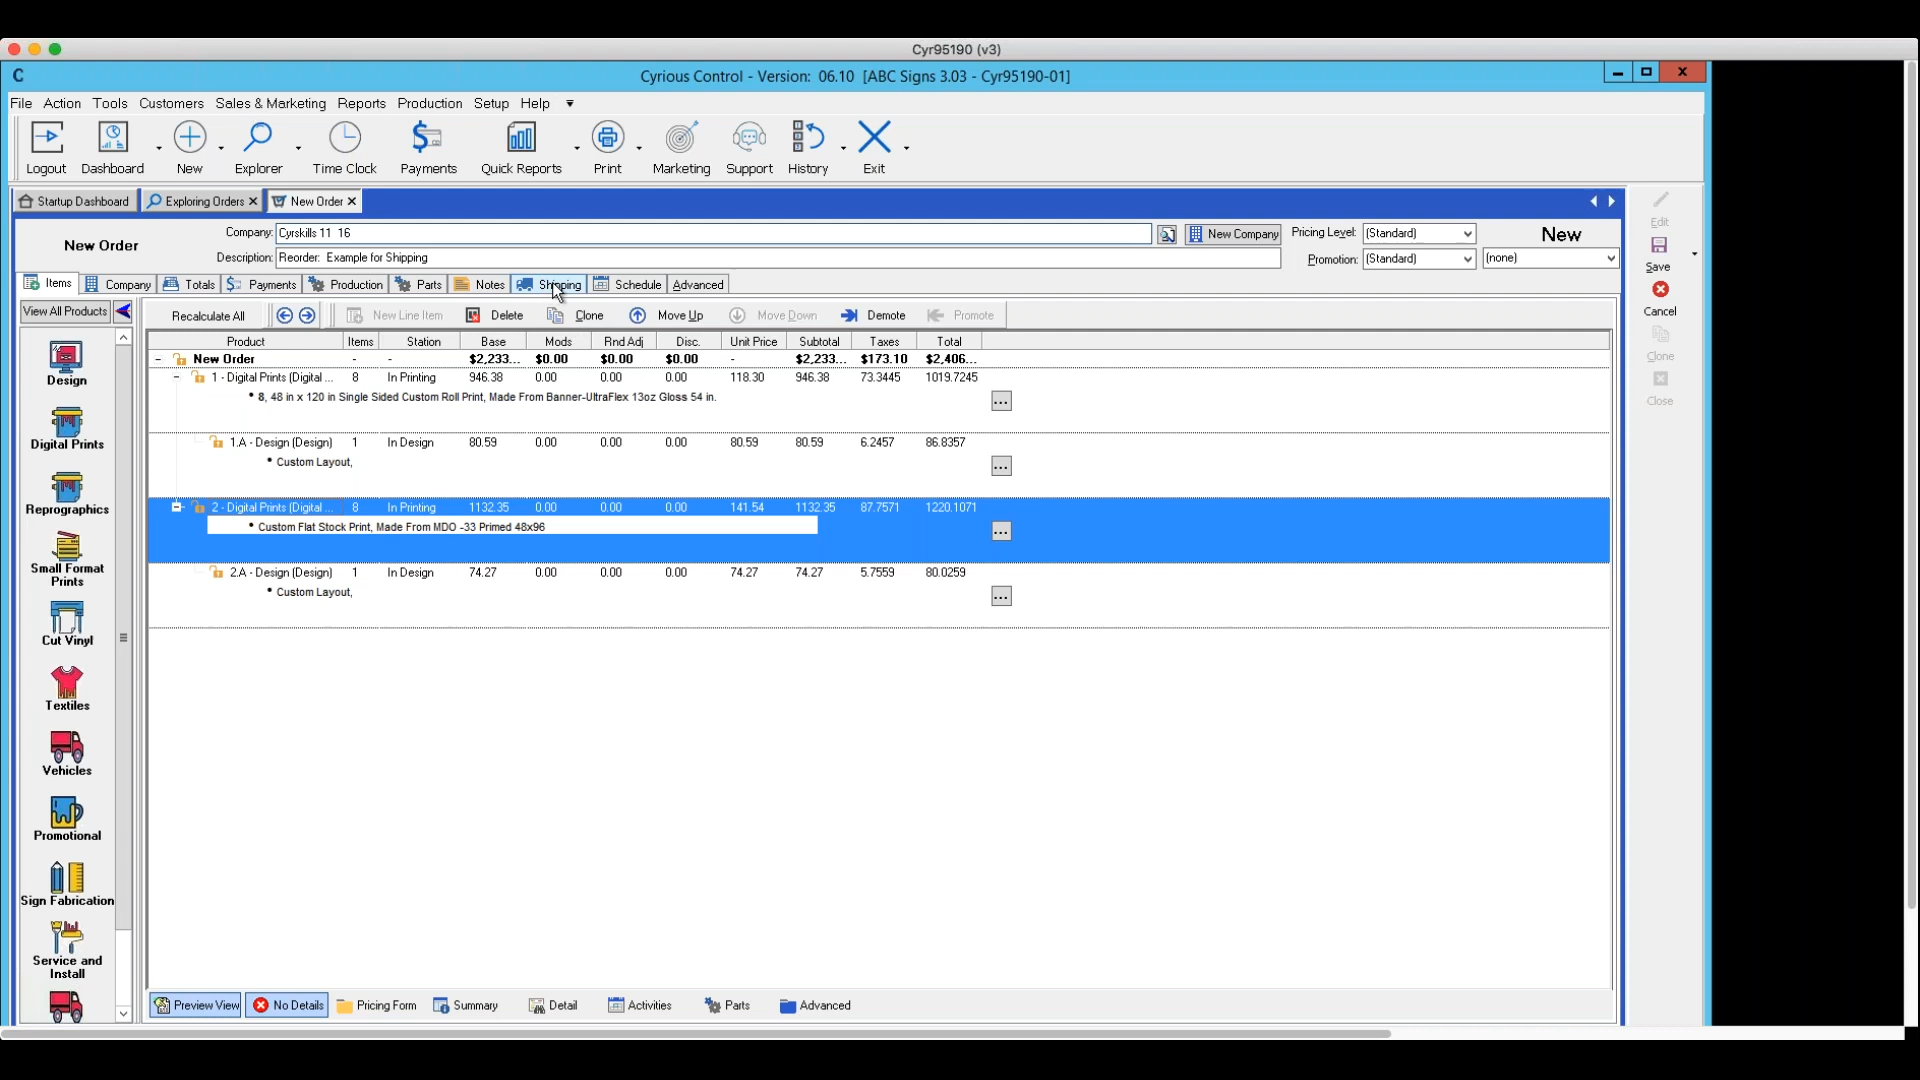 Cyr95190 (v3)
C Cyrious Control - Version: 06.10 [ABC Signs 3.03 - Cyr95190-01]
File Action Tools Customers Sales & Marketing Reports Production Setup Help
Logout Dashboard New Explorer Time Clock Payments Quick Reports Print Marketing Support History Exit
Startup Dashboard Exploring Orders New Order
New Order
Company: Cyrskills 11 16 New Company Pricing Level: (Standard) New
Description: Reorder: Example for Shipping Promotion: (Standard) (none)
Items Company Totals Payments Production Parts Notes Shipping Schedule Advanced
View All Products
Recalculate All New Line Item Delete Clone Move Up Move Down Demote Promote
Product Items Station Base Mods Rnd Adj Disc. Unit Price Subtotal Taxes Total
- New Order - - $2,233... $0.00 $0.00 $0.00 - $2,233... $173.10 $2,406...
- 1 - Digital Prints (Digital ... 8 In Printing 946.38 0.00 0.00 0.00 118.30 946.38 73.3445 1019.7245
• 8, 48 in x 120 in Single Sided Custom Roll Print, Made From Banner-UltraFlex 13oz Gloss 54 in. ...
1.A - Design (Design) 1 In Design 80.59 0.00 0.00 0.00 80.59 80.59 6.2457 86.8357
• Custom Layout, ...
- 2 - Digital Prints (Digital ... 8 In Printing 1132.35 0.00 0.00 0.00 141.54 1132.35 87.7571 1220.1071
• Custom Flat Stock Print, Made From MDO -33 Primed 48x96 ...
2.A - Design (Design) 1 In Design 74.27 0.00 0.00 0.00 74.27 74.27 5.7559 80.0259
• Custom Layout, ...
Design
Digital Prints
Reprographics
Small Format
Prints
Cut Vinyl
Textiles
Vehicles
Promotional
Sign Fabrication
Service and
Install
Edit
Save
Cancel
Clone
Close
Preview View No Details Pricing Form Summary Detail Activities Parts Advanced